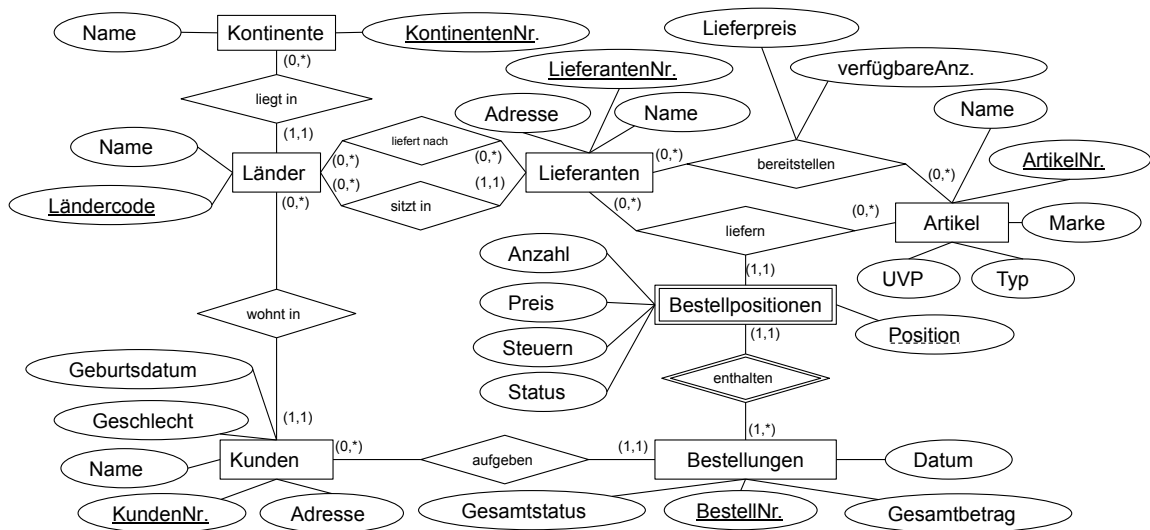 Lieferpreis
Name
Kontinente
KontinentenNr.
(0,*)
LieferantenNr.
verfügbareAnz.
liegt in
Adresse
Name
Name
(1,1)
Name
liefert nach
ArtikelNr.
(0,*)
(0,*)
(0,*)
bereitstellen
Länder
Lieferanten
(0,*)
(1,1)
(0,*)
Ländercode
(0,*)
sitzt in
(0,*)
(0,*)
Artikel
Marke
liefern
Anzahl
(1,1)
UVP
Typ
Preis
Bestellpositionen
wohnt in
(1,1)
Position
Steuern
Geburtsdatum
enthalten
Status
Geschlecht
(1,1)
(1,*)
(0,*)
(1,1)
Name
Kunden
aufgeben
Bestellungen
Datum
KundenNr.
Adresse
Gesamtstatus
BestellNr.
Gesamtbetrag